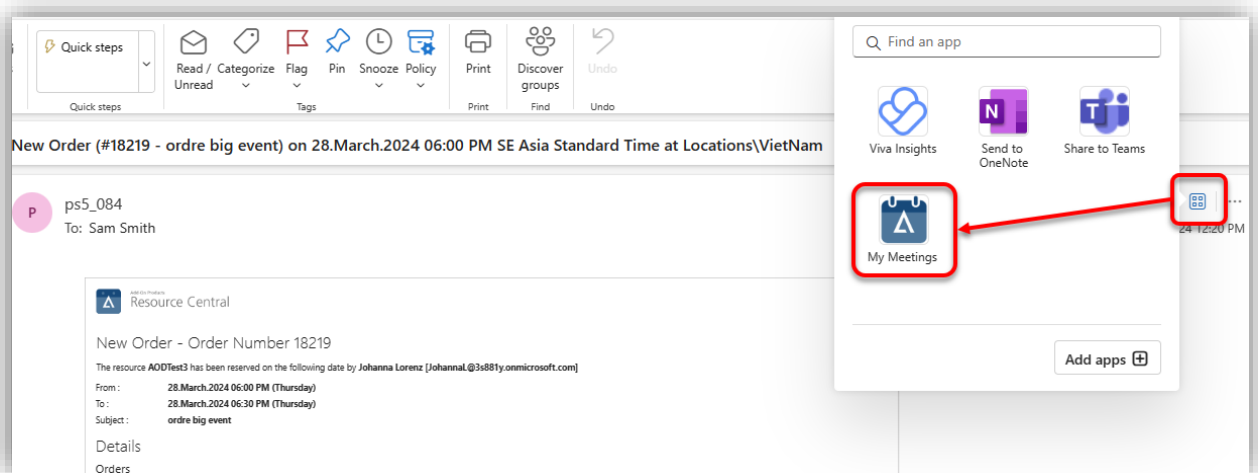 Quick steps
Read / Unread
Categorize
Flag
Pin
Snooze
Policy
Print
Discover groups
Undo
Quick steps
Tags
Print
Find
Undo
Find an app
Viva Insights
Send to OneNote
Share to Teams
My Meetings
Add apps
New Order (#18219 - ordre big event) on 28.March.2024 06:00 PM SE Asia Standard Time at Locations\VietNam
P
ps5_084
To: Sam Smith
24 12:20 PM
Add-On Products
Resource Central
New Order - Order Number 18219
The resource AODTest3 has been reserved on the following date by Johanna Lorenz [JohannaL@3s881y.onmicrosoft.com]
From : 28.March.2024 06:00 PM (Thursday)
To : 28.March.2024 06:30 PM (Thursday)
Subject : ordre big event
Details
Orders